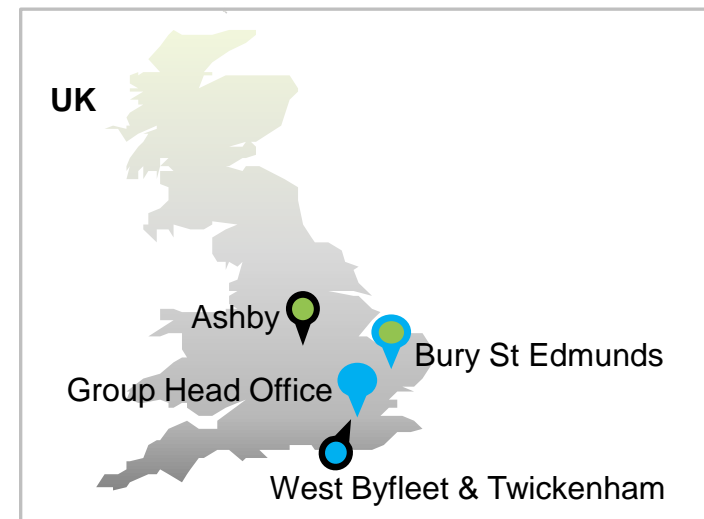 UK
Ashby
Bury St Edmunds
Group Head Office
West Byfleet & Twickenham